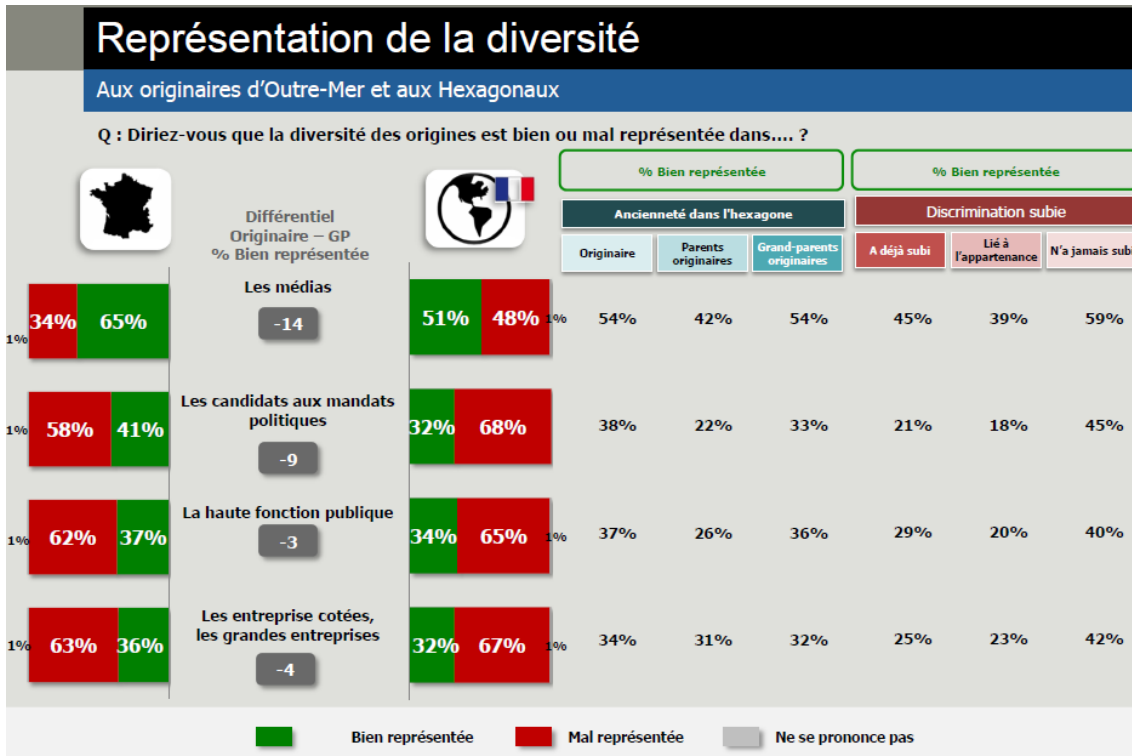 Représentation de la diversité
Aux originaires d'Outre-Mer et aux Hexagonaux
Q : Diriez-vous que la diversité des origines est bien ou mal représentée dans.... ?
% Bien représentée
% Bien représentée
Différentiel
Originaire – GP
% Bien représentée
Ancienneté dans l'hexagone
Discrimination subie
Originaire
Parents
originaires
Grand-parents
originaires
A déjà subi
Lié à
l'appartenance
N'a jamais subi
Les médias
1% 34% 65% -14 51% 48% 1% 54% 42% 54% 45% 39% 59%
Les candidats aux mandats
politiques
1% 58% 41% -9 32% 68% 38% 22% 33% 21% 18% 45%
La haute fonction publique
1% 62% 37% -3 34% 65% 1% 37% 26% 36% 29% 20% 40%
Les entreprise cotées,
les grandes entreprises
1% 63% 36% -4 32% 67% 1% 34% 31% 32% 25% 23% 42%
Bien représentée Mal représentée Ne se prononce pas